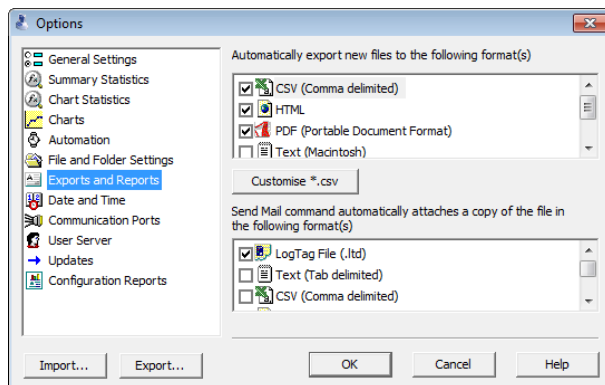 Options
General Settings
Summary Statistics
Chart Statistics
Charts
Automation
File and Folder Settings
Exports and Reports
Date and Time
Communication Ports
User Server
Updates
Configuration Reports
Import...
Export...
Automatically export new files to the following format(s)
CSV (Comma delimited)
HTML
PDF (Portable Document Format)
Text (Macintosh)
Customise *.csv
Send Mail command automatically attaches a copy of the file in
the following format(s)
LogTag File (.ltd)
Text (Tab delimited)
CSV (Comma delimited)
OK
Cancel
Help